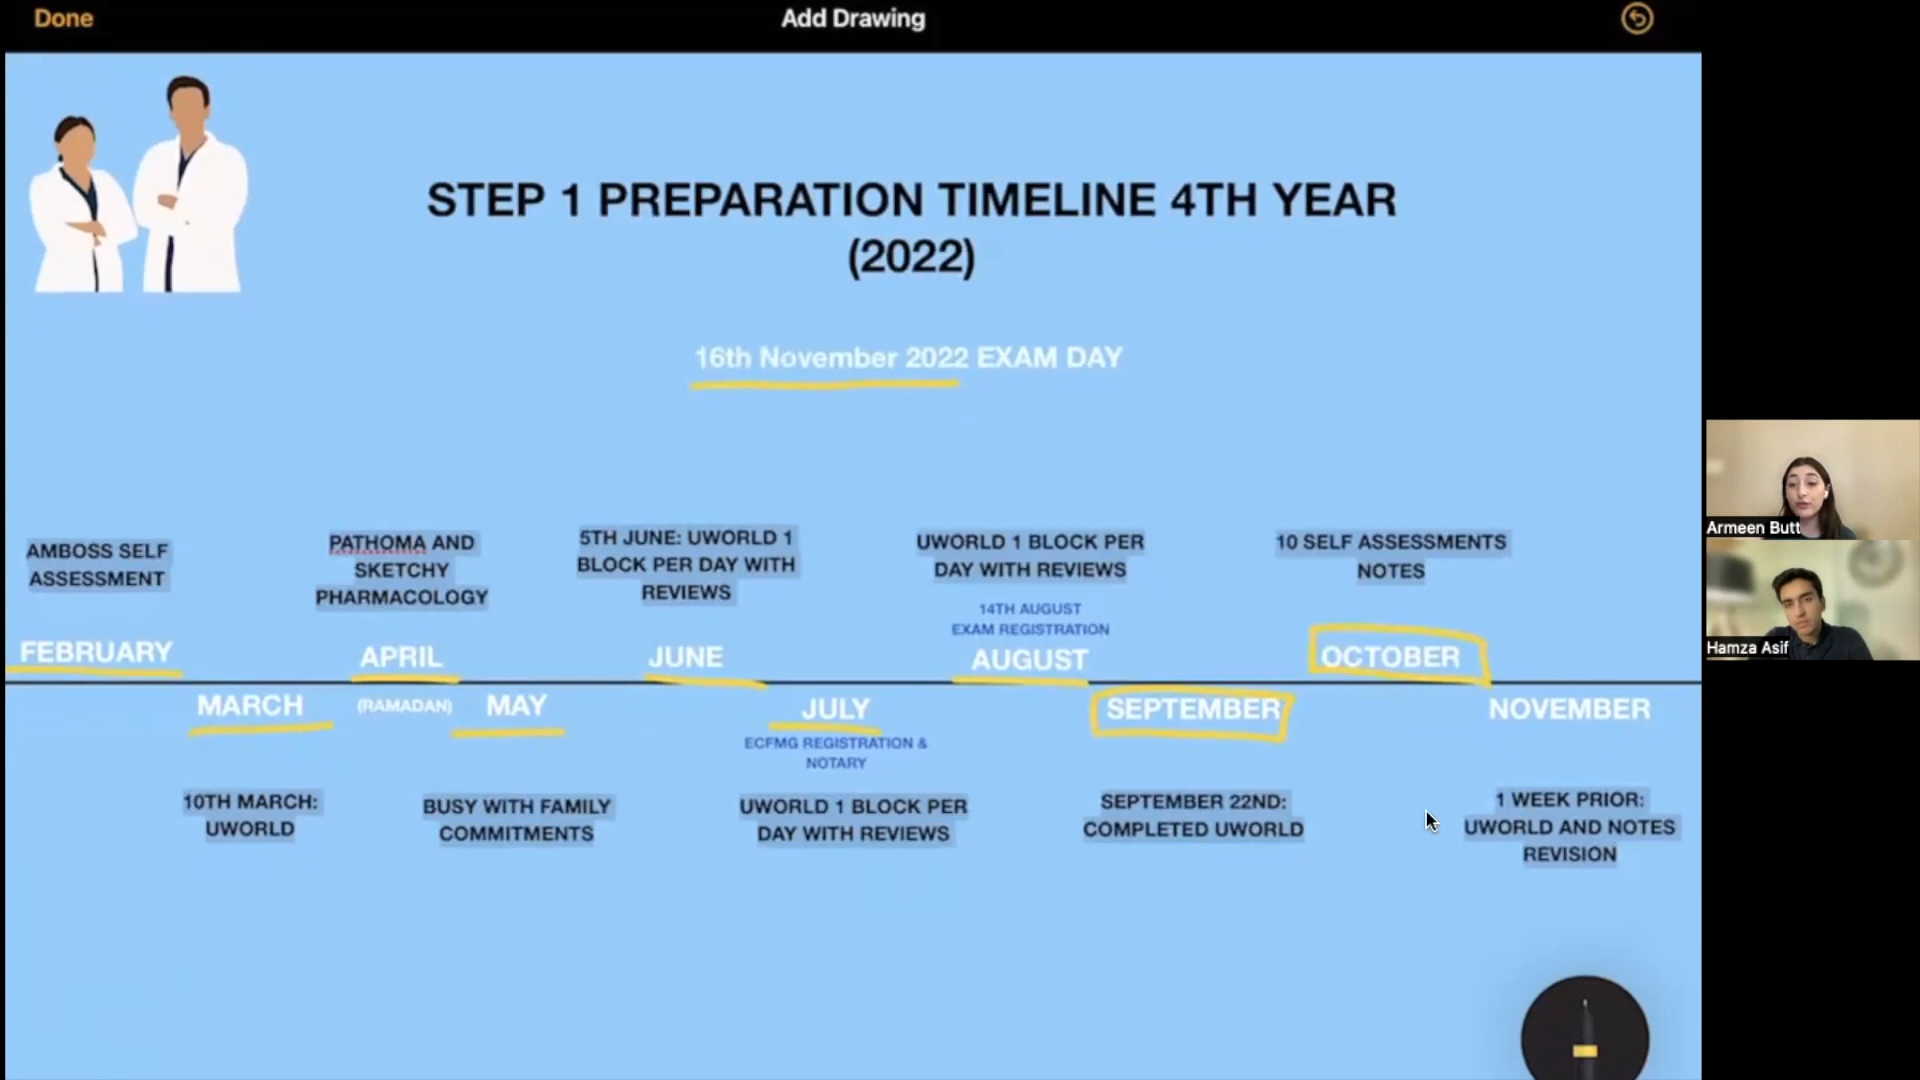 Done
Add Drawing
STEP 1 PREPARATION TIMELINE 4TH YEAR
(2022)
16th November 2022 EXAM DAY
AMBOSS SELF
ASSESSMENT
FEBRUARY
MARCH
10TH MARCH:
UWORLD
PATHOMA AND
SKETCHY
PHARMACOLOGY
APRIL
(RAMADAN)
MAY
BUSY WITH FAMILY
COMMITMENTS
5TH JUNE: UWORLD 1
BLOCK PER DAY WITH
REVIEWS
JUNE
JULY
ECFMG REGISTRATION &
NOTARY
UWORLD 1 BLOCK PER
DAY WITH REVIEWS
UWORLD 1 BLOCK PER
DAY WITH REVIEWS
14TH AUGUST
EXAM REGISTRATION
AUGUST
SEPTEMBER
SEPTEMBER 22ND:
COMPLETED UWORLD
10 SELF ASSESSMENTS
NOTES
OCTOBER
NOVEMBER
1 WEEK PRIOR:
UWORLD AND NOTES
REVISION
Armeen Butt
Hamza Asif